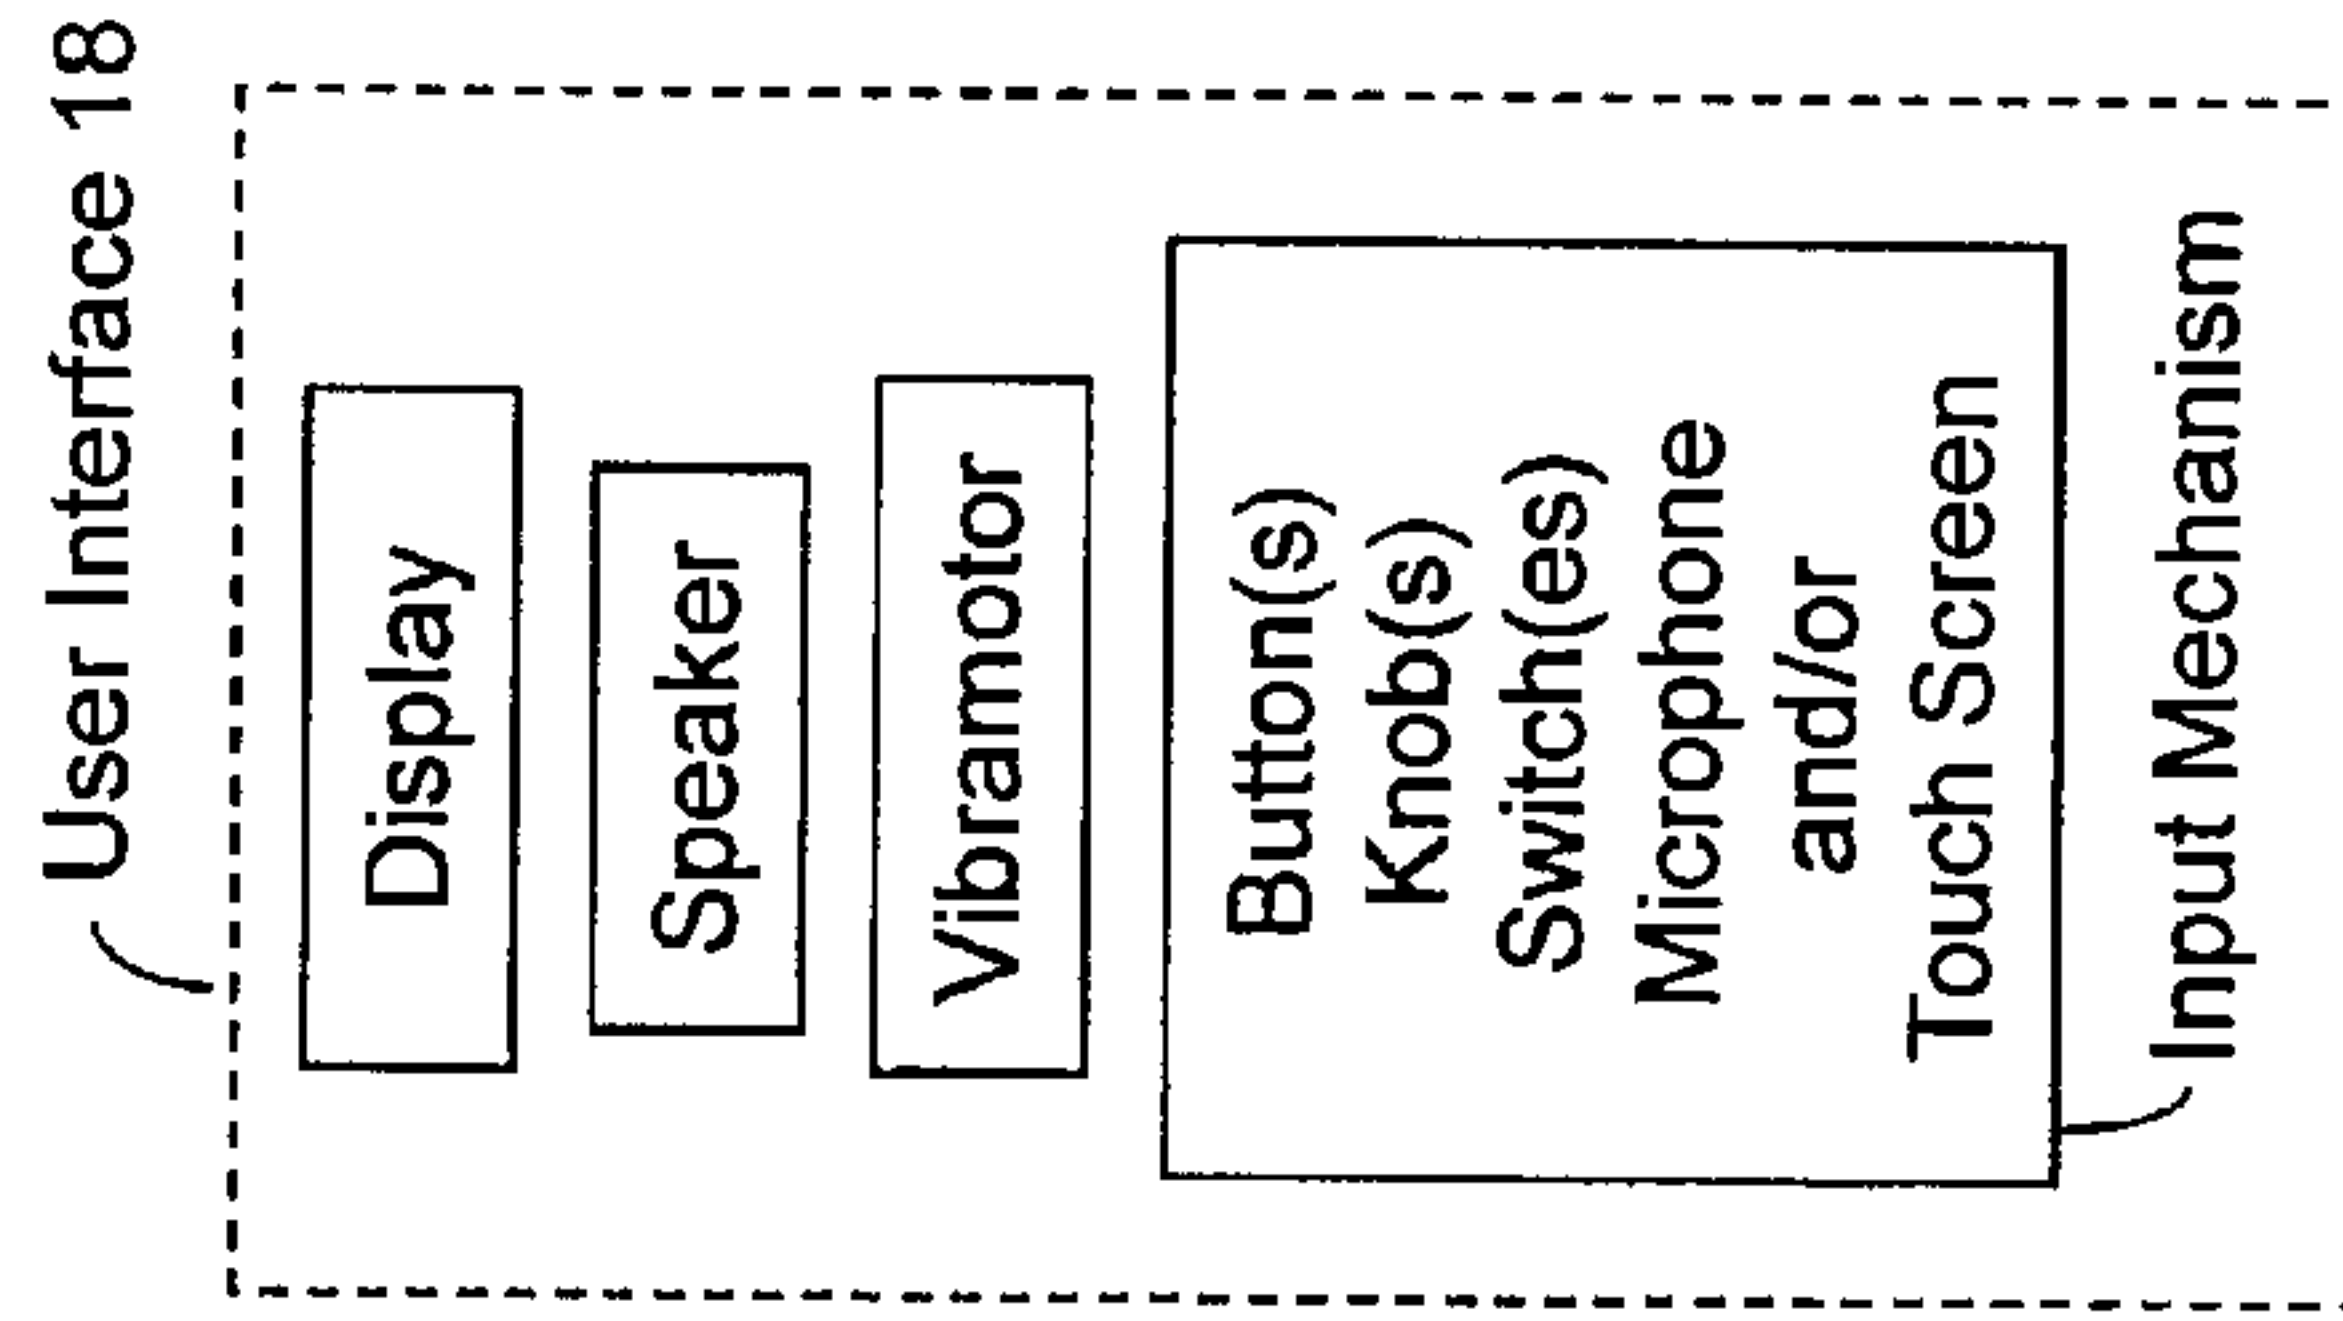 User Interface 18
Display
Speaker
Vibramotor
Button(s)
Knob(s)
Switch(es)
Microphone
and/or
Touch Screen
Input Mechanism